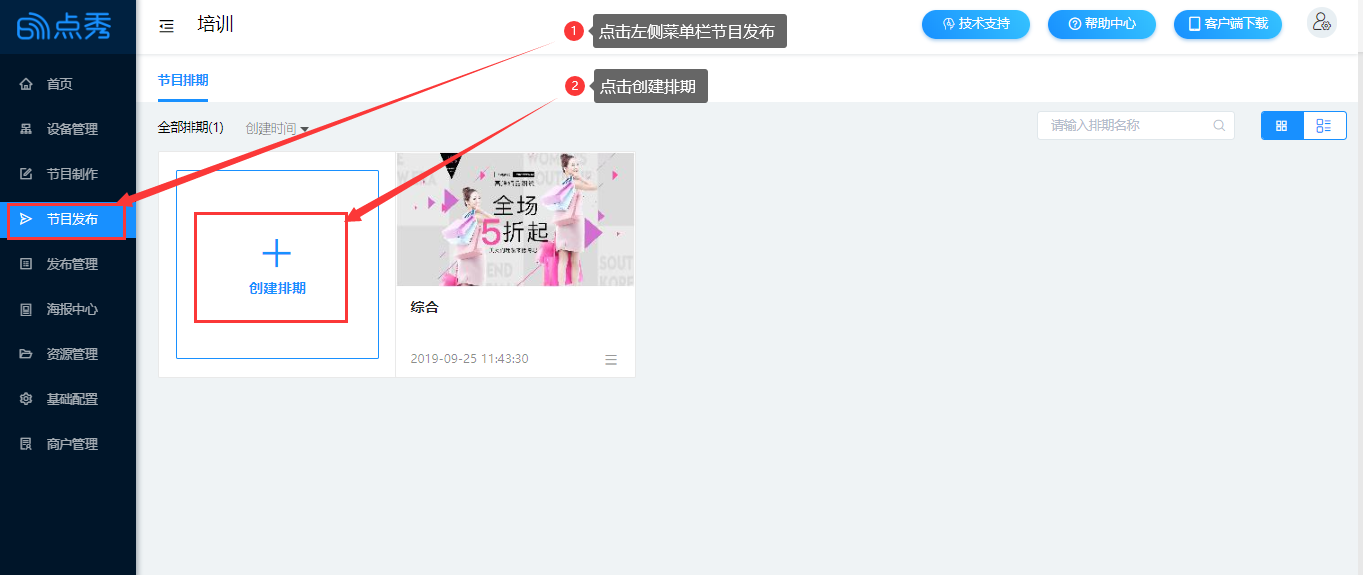 点秀
培训
1 点击左侧菜单栏节目发布
技术支持
帮助中心
客户端下载
首页
设备管理
节目制作
节目发布
发布管理
海报中心
资源管理
基础配置
商户管理
节目排期
2 点击创建排期
全部排期(1) 创建时间
请输入排期名称
创建排期
WOMEN'S
全场
5折起
END
SOUT
KORE
综合
2019-09-25 11:43:30